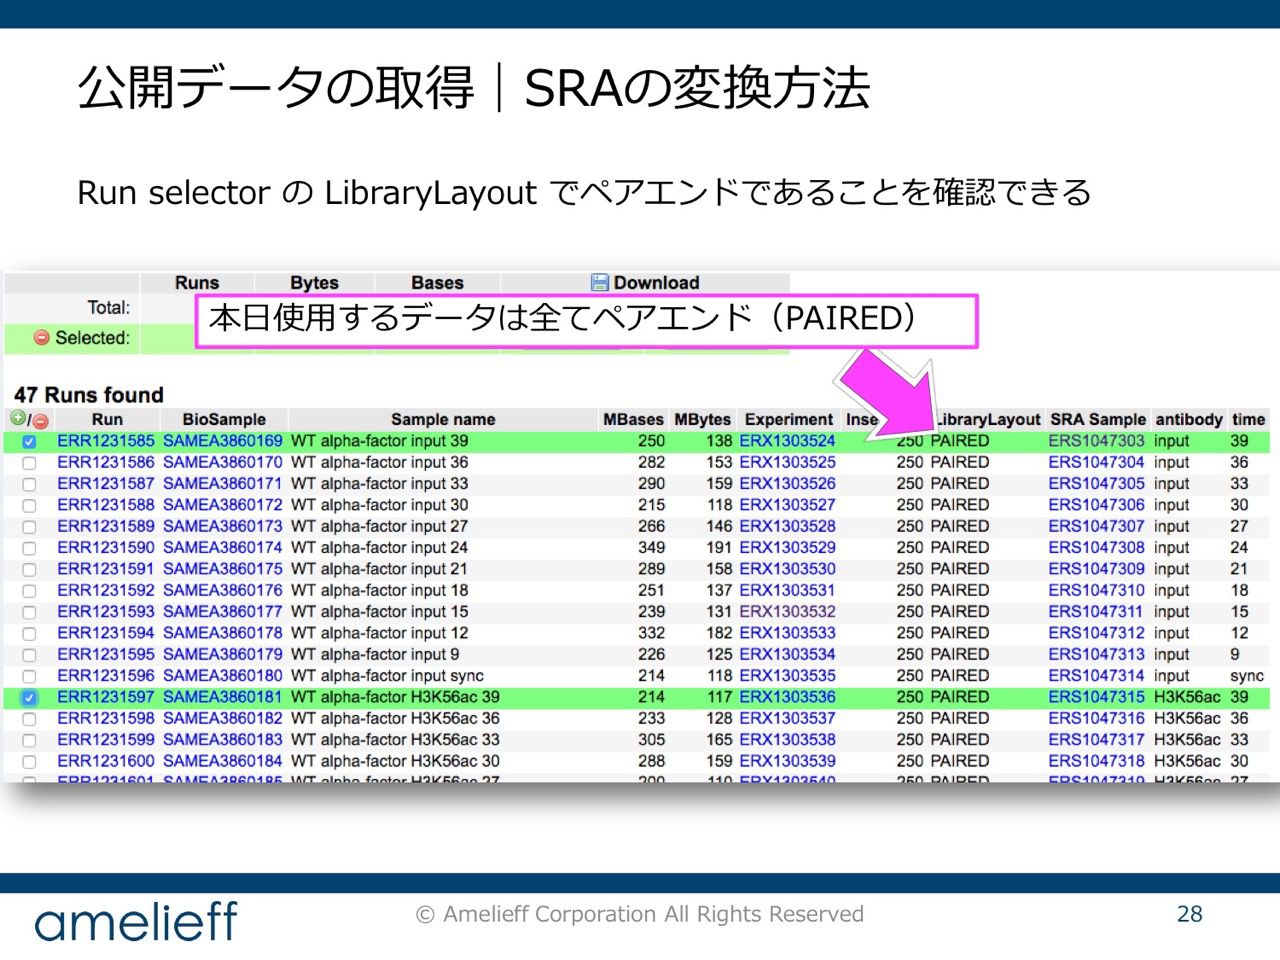 公開データの取得｜SRAの変換方法
Run selector の LibraryLayout でペアエンドであることを確認できる
Runs Bytes Bases Download
Total:
本日使用するデータは全てペアエンド（PAIRED）
Selected:
47 Runs found
Run BioSample Sample name MBases MBytes Experiment Inse LibraryLayout SRA Sample antibody time
ERR1231585 SAMEA3860169 WT alpha-factor input 39 250 138 ERX1303524 250 PAIRED ERS1047303 input 39
ERR1231586 SAMEA3860170 WT alpha-factor input 36 282 153 ERX1303525 250 PAIRED ERS1047304 input 36
ERR1231587 SAMEA3860171 WT alpha-factor input 33 290 159 ERX1303526 250 PAIRED ERS1047305 input 33
ERR1231588 SAMEA3860172 WT alpha-factor input 30 215 118 ERX1303527 250 PAIRED ERS1047306 input 30
ERR1231589 SAMEA3860173 WT alpha-factor input 27 266 146 ERX1303528 250 PAIRED ERS1047307 input 27
ERR1231590 SAMEA3860174 WT alpha-factor input 24 349 191 ERX1303529 250 PAIRED ERS1047308 input 24
ERR1231591 SAMEA3860175 WT alpha-factor input 21 289 158 ERX1303530 250 PAIRED ERS1047309 input 21
ERR1231592 SAMEA3860176 WT alpha-factor input 18 251 137 ERX1303531 250 PAIRED ERS1047310 input 18
ERR1231593 SAMEA3860177 WT alpha-factor input 15 239 131 ERX1303532 250 PAIRED ERS1047311 input 15
ERR1231594 SAMEA3860178 WT alpha-factor input 12 332 182 ERX1303533 250 PAIRED ERS1047312 input 12
ERR1231595 SAMEA3860179 WT alpha-factor input 9 226 125 ERX1303534 250 PAIRED ERS1047313 input 9
ERR1231596 SAMEA3860180 WT alpha-factor input sync 214 118 ERX1303535 250 PAIRED ERS1047314 input sync
ERR1231597 SAMEA3860181 WT alpha-factor H3K56ac 39 214 117 ERX1303536 250 PAIRED ERS1047315 H3K56ac 39
ERR1231598 SAMEA3860182 WT alpha-factor H3K56ac 36 233 128 ERX1303537 250 PAIRED ERS1047316 H3K56ac 36
ERR1231599 SAMEA3860183 WT alpha-factor H3K56ac 33 305 165 ERX1303538 250 PAIRED ERS1047317 H3K56ac 33
ERR1231600 SAMEA3860184 WT alpha-factor H3K56ac 30 288 159 ERX1303539 250 PAIRED ERS1047318 H3K56ac 30
ERR1231601 SAMEA3860185 WT alpha-factor H3K56ac 27 200 110 ERX1303540 250 PAIRED ERS1047319 H3K56ac 27
amelieff
© Amelieff Corporation All Rights Reserved
28